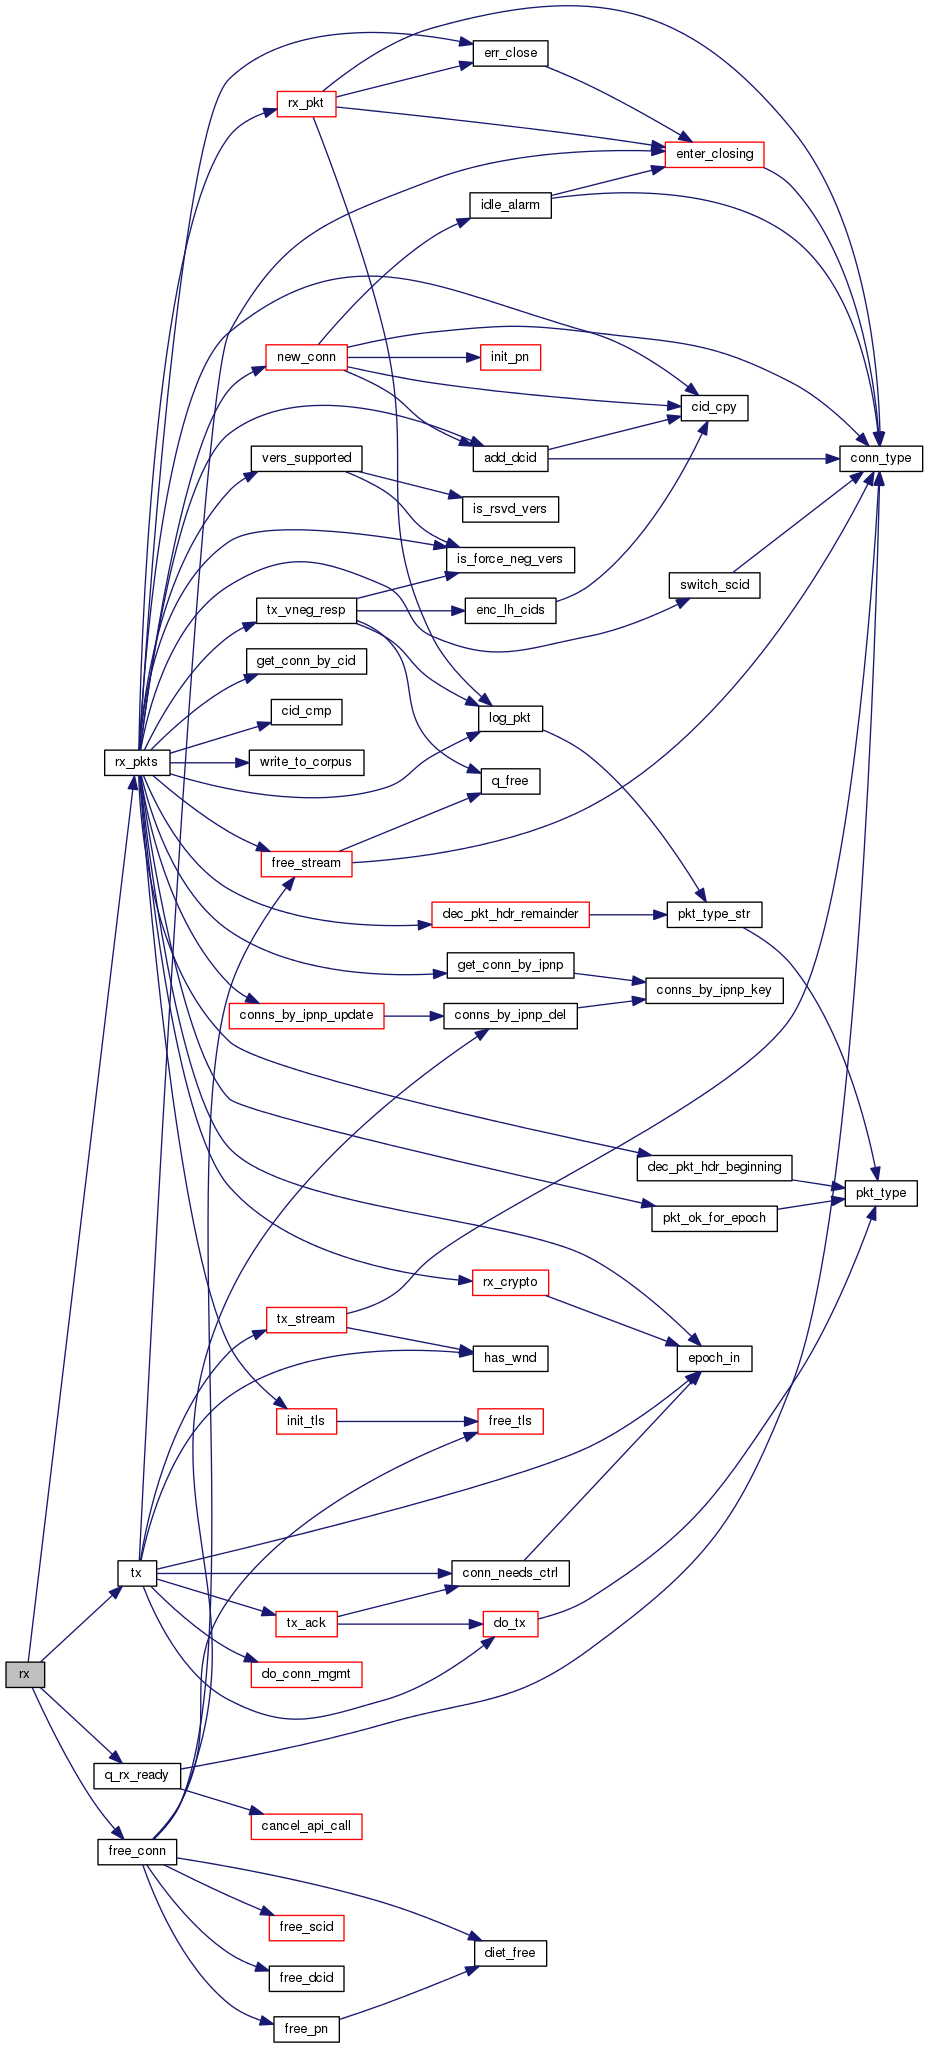 err_close
rx_pkt
enter_closing
idle_alarm
new_conn
init_pn
cid_cpy
vers_supported
add_dcid
conn_type
is_rsvd_vers
is_force_neg_vers
switch_scid
tx_vneg_resp
enc_lh_cids
get_conn_by_cid
cid_cmp
log_pkt
rx_pkts
write_to_corpus
q_free
free_stream
dec_pkt_hdr_remainder
pkt_type_str
get_conn_by_ipnp
conns_by_ipnp_key
conns_by_ipnp_update
conns_by_ipnp_del
dec_pkt_hdr_beginning
pkt_type
pkt_ok_for_epoch
rx_crypto
tx_stream
has_wnd
epoch_in
init_tls
free_tls
tx
conn_needs_ctrl
tx_ack
do_tx
rx
do_conn_mgmt
q_rx_ready
cancel_api_call
free_conn
free_scid
diet_free
free_dcid
free_pn